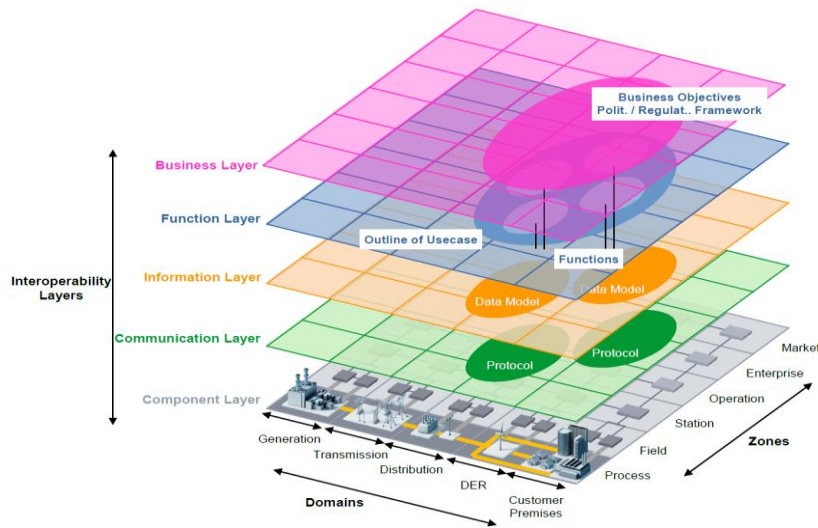 Business Objectives
Polit. / Regulat.. Framework
Business Layer
Function Layer
Outline of Usecase
Functions
Interoperability
Layers
Information Layer
Data Model
Data Model
Communication Layer
Protocol
Protocol
Component Layer
Market
Enterprise
Operation
Station
Field
Process
Zones
Generation
Transmission
Distribution
DER
Customer
Premises
Domains